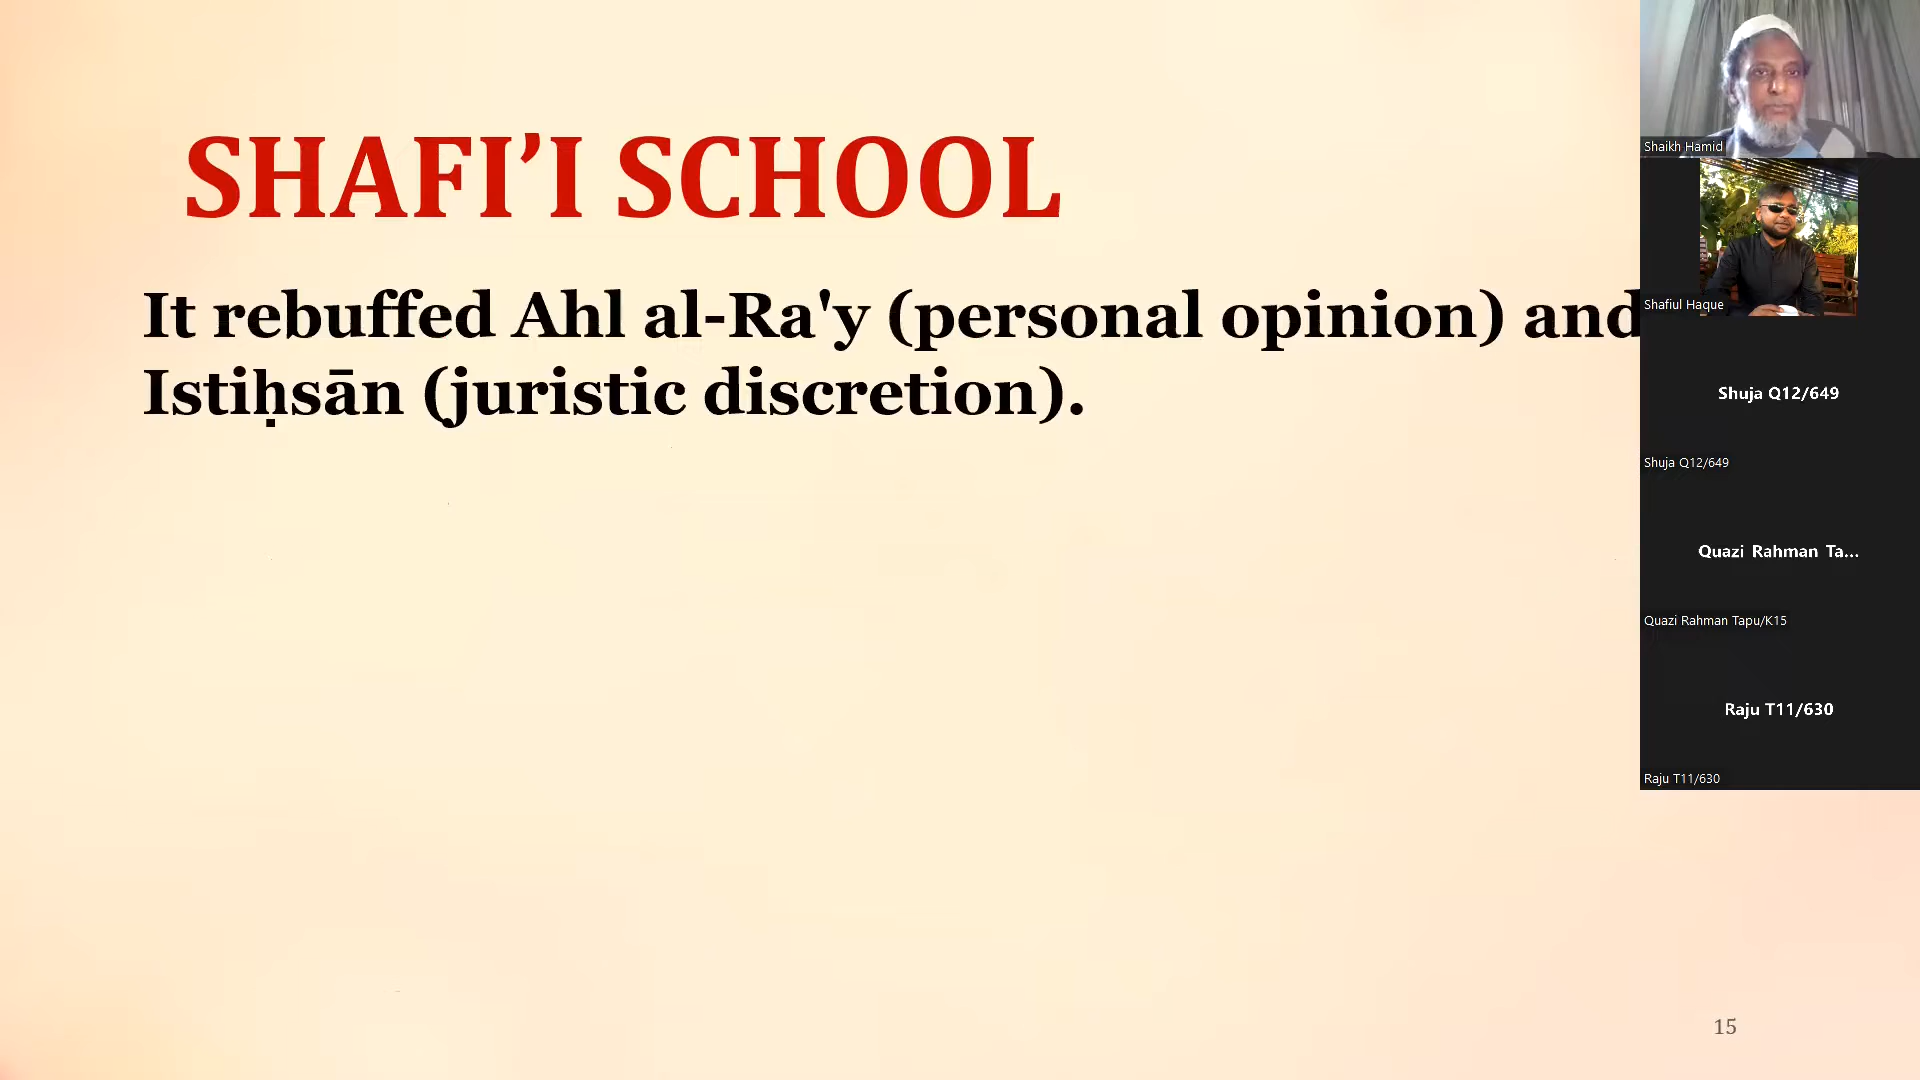 SHAFI’I SCHOOL
It rebuffed Ahl al-Ra'y (personal opinion) and
Istiḥsān (juristic discretion).
15
Shaikh Hamid
Shafiul Haque
Shuja Q12/649
Shuja Q12/649
Quazi Rahman Ta...
Quazi Rahman Tapu/K15
Raju T11/630
Raju T11/630